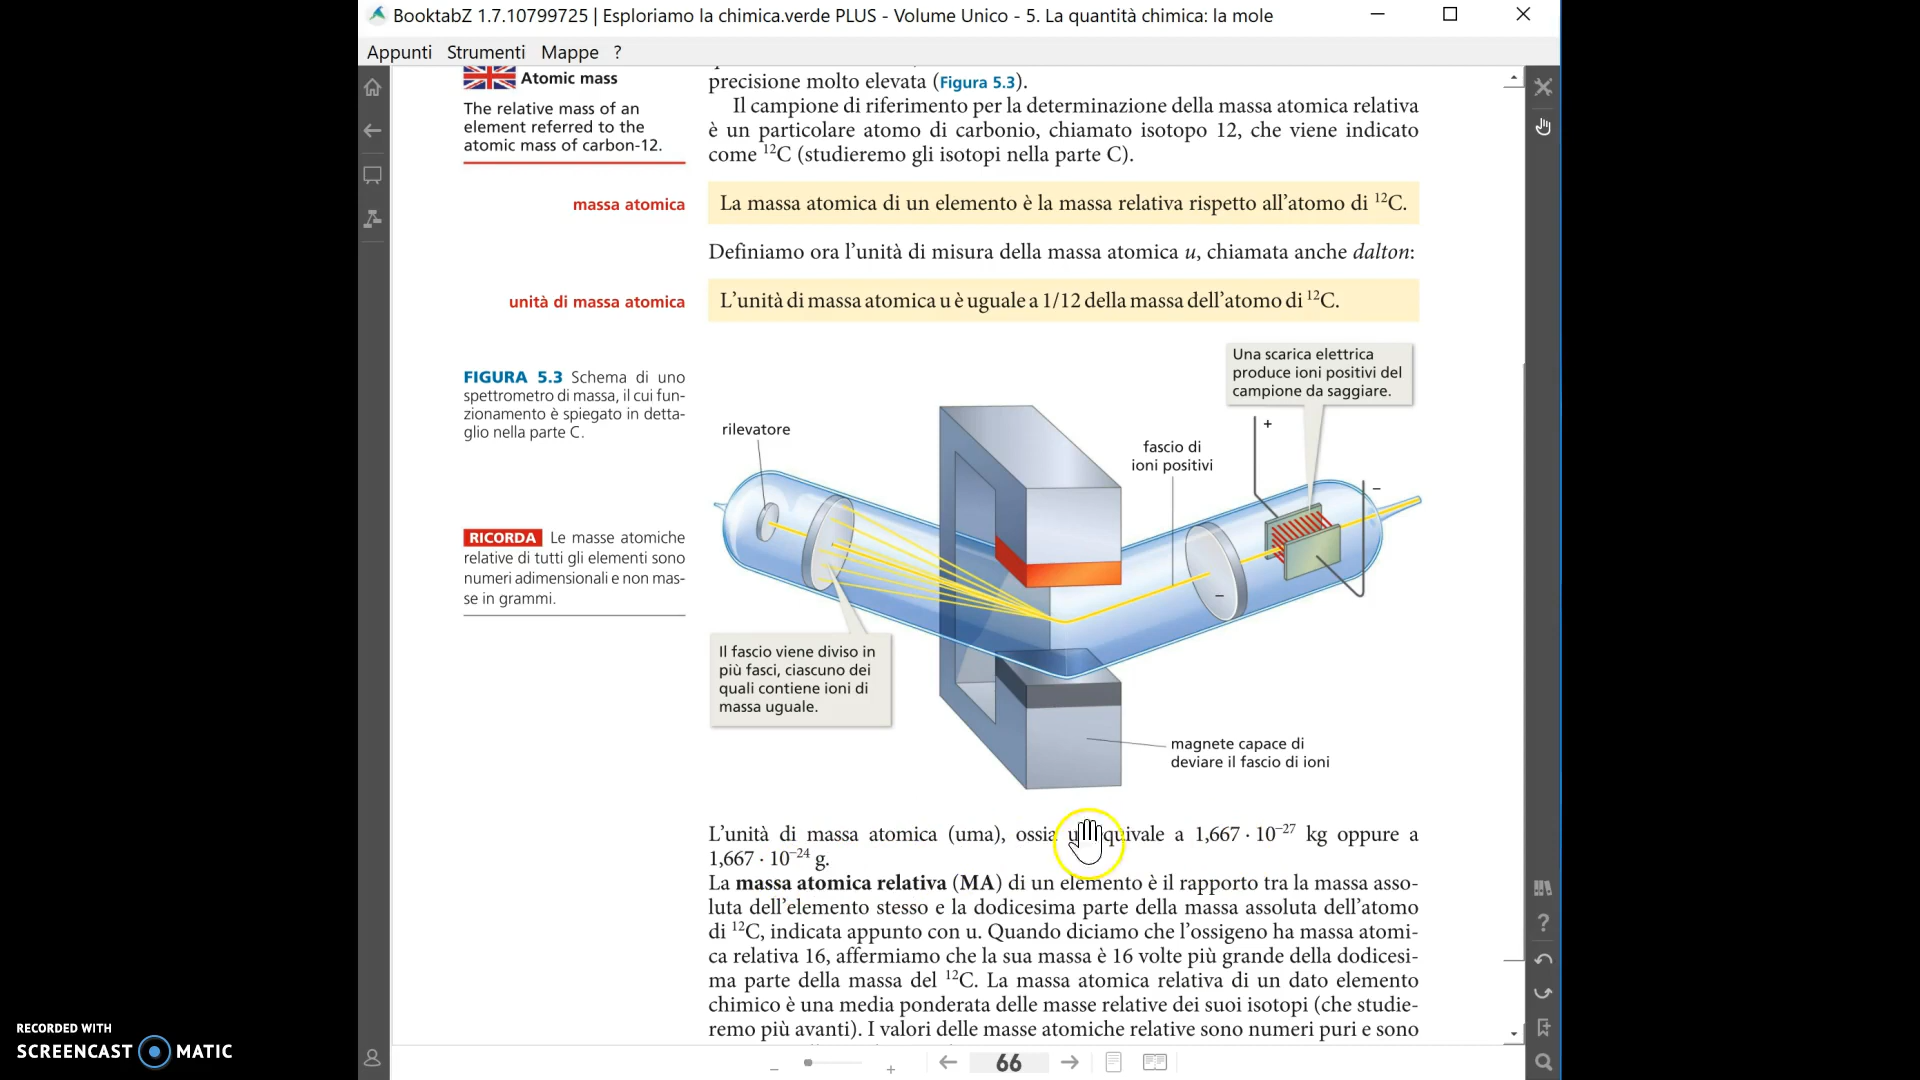 BooktabZ 1.7.10799725 | Esploriamo la chimica.verde PLUS - Volume Unico - 5. La quantità chimica: la mole
Appunti Strumenti Mappe ?
Atomic mass
The relative mass of an
element referred to the
atomic mass of carbon-12.
precisione molto elevata (Figura 5.3).
Il campione di riferimento per la determinazione della massa atomica relativa
è un particolare atomo di carbonio, chiamato isotopo 12, che viene indicato
come ¹²C (studieremo gli isotopi nella parte C).
massa atomica
La massa atomica di un elemento è la massa relativa rispetto all'atomo di ¹²C.
Definiamo ora l'unità di misura della massa atomica u, chiamata anche dalton:
unità di massa atomica
L'unità di massa atomica u è uguale a 1/12 della massa dell'atomo di ¹²C.
FIGURA 5.3 Schema di uno
spettrometro di massa, il cui fun-
zionamento è spiegato in detta-
glio nella parte C.
RICORDA Le masse atomiche
relative di tutti gli elementi sono
numeri adimensionali e non mas-
se in grammi.
Una scarica elettrica
produce ioni positivi del
campione da saggiare.
rilevatore
fascio di
ioni positivi
+
−
−
Il fascio viene diviso in
più fasci, ciascuno dei
quali contiene ioni di
massa uguale.
magnete capace di
deviare il fascio di ioni
L'unità di massa atomica (uma), ossia u equivale a 1,667 · 10⁻²⁷ kg oppure a
1,667 · 10⁻²⁴ g.
La massa atomica relativa (MA) di un elemento è il rapporto tra la massa asso-
luta dell'elemento stesso e la dodicesima parte della massa assoluta dell'atomo
di ¹²C, indicata appunto con u. Quando diciamo che l'ossigeno ha massa atomi-
ca relativa 16, affermiamo che la sua massa è 16 volte più grande della dodicesi-
ma parte della massa del ¹²C. La massa atomica relativa di un dato elemento
chimico è una media ponderata delle masse relative dei suoi isotopi (che studie-
remo più avanti). I valori delle masse atomiche relative sono numeri puri e sono
66
RECORDED WITH
SCREENCAST MATIC